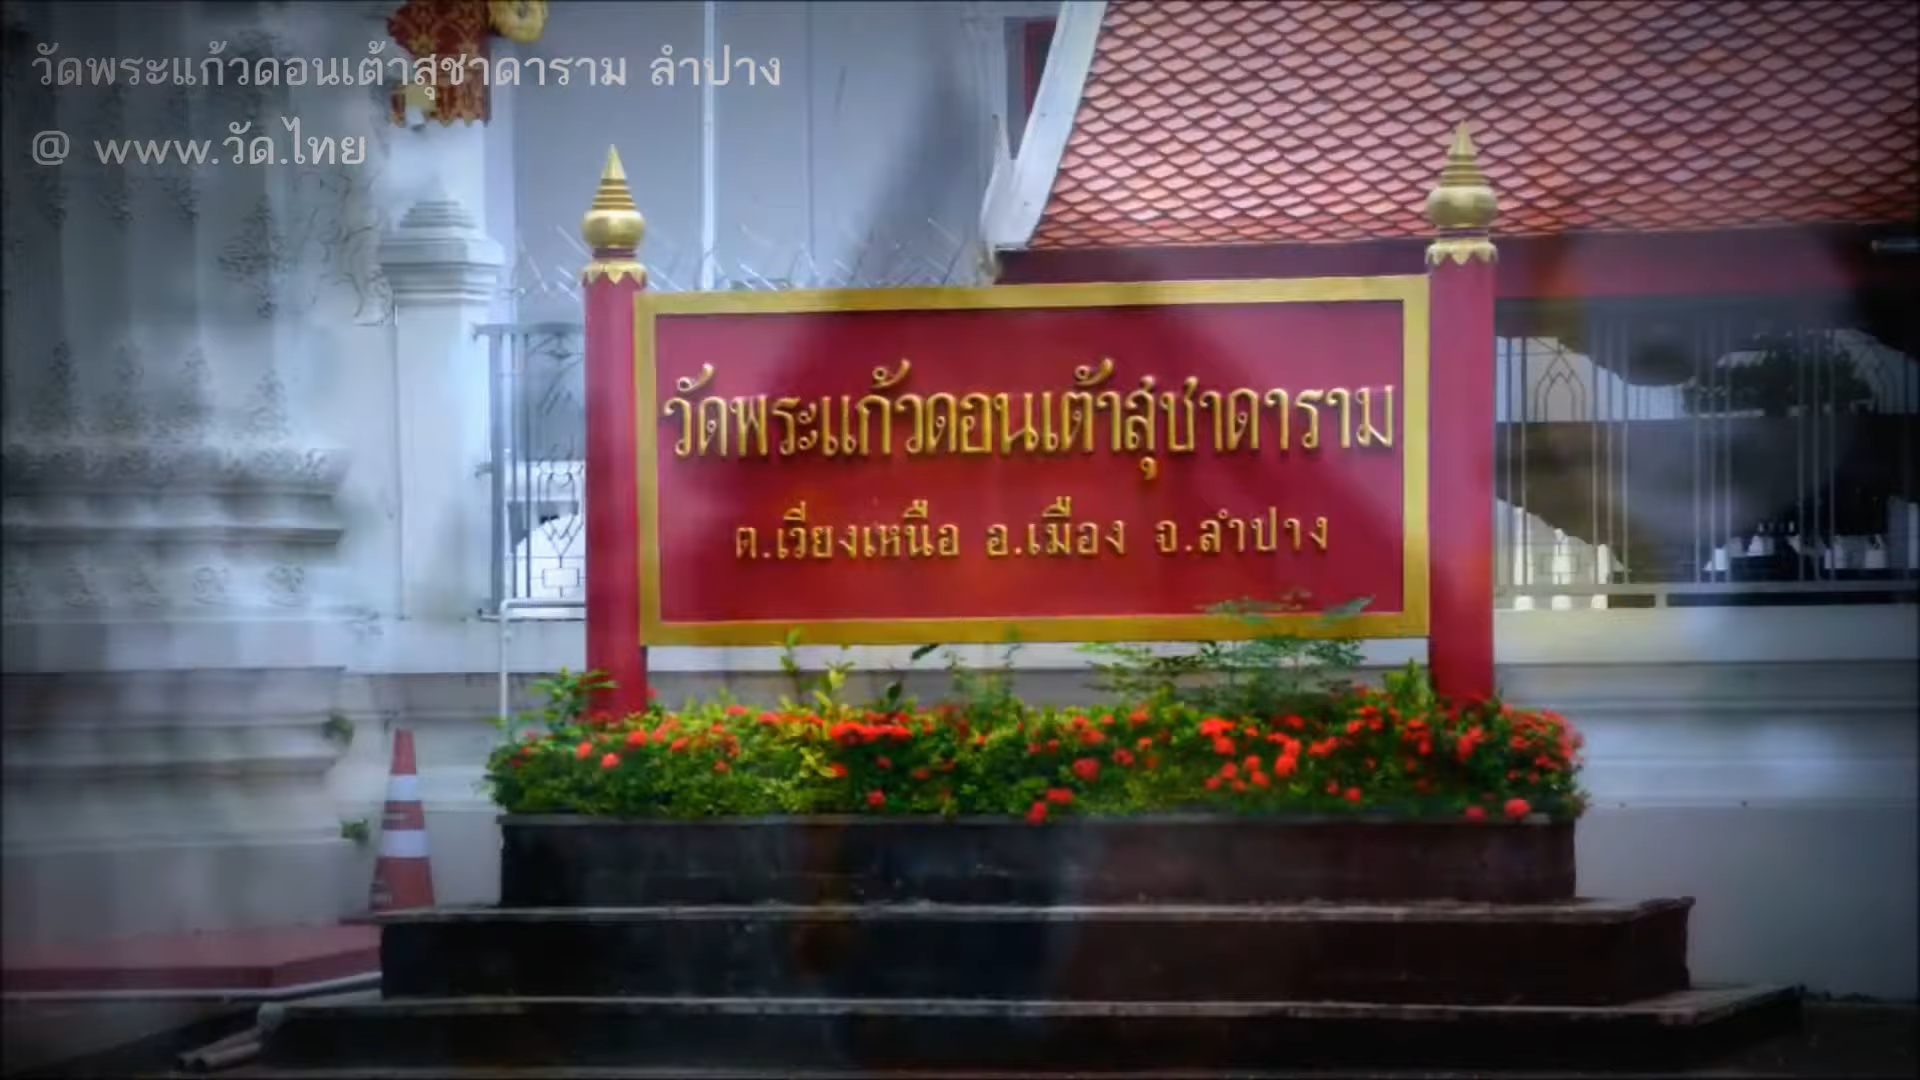 วัดพระแก้วดอนเต้าสุชาดาราม ลำปาง
@ www.วัด.ไทย
วัดพระแก้วดอนเต้าสุชาดาราม
ต.เวียงเหนือ อ.เมือง จ.ลำปาง